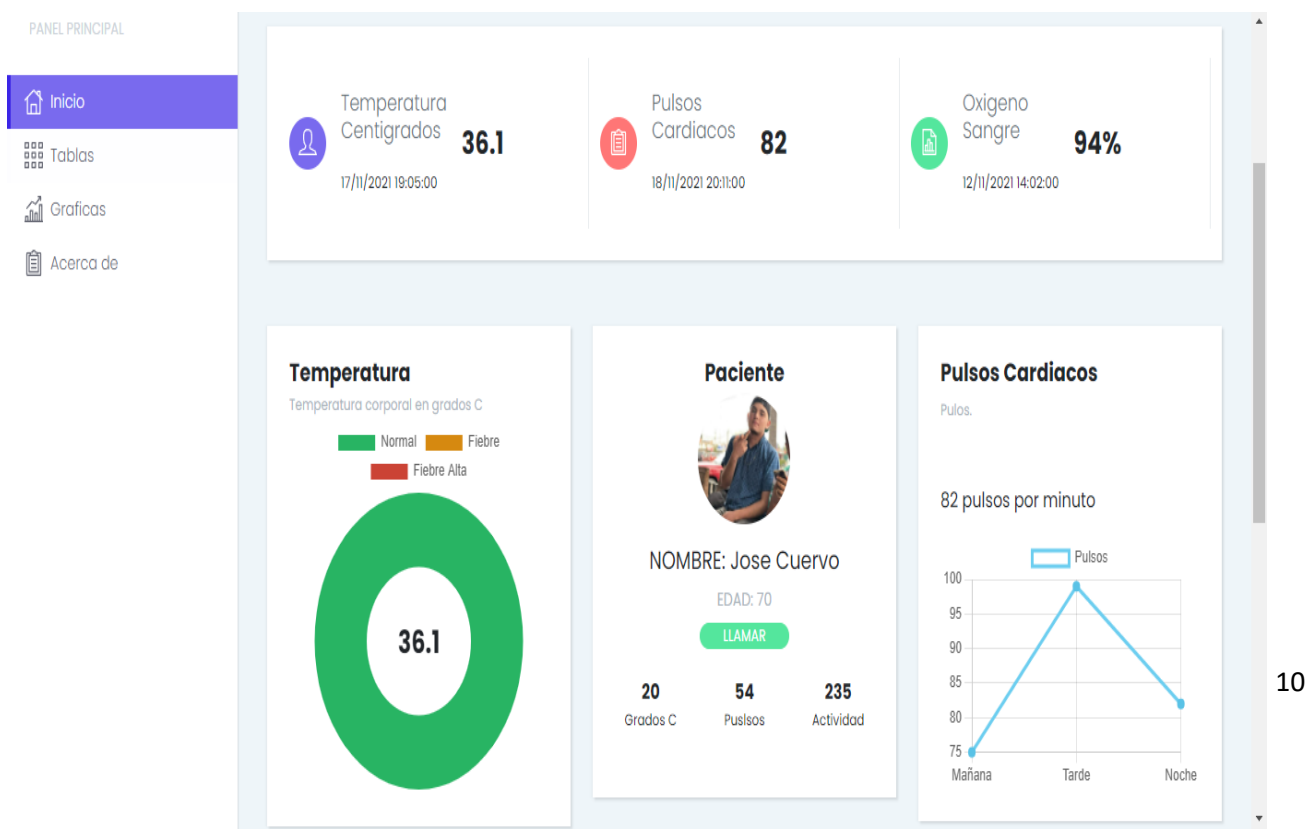 PANEL PRINCIPAL
Inicio
Tablas
Graficas
Acerca de
Temperatura
Centigrados 36.1
17/11/2021 19:05:00
Pulsos
Cardiacos 82
18/11/2021 20:11:00
Oxigeno
Sangre 94%
12/11/2021 14:02:00
Temperatura
Temperatura corporal en grados C
Normal Fiebre
Fiebre Alta
36.1
Paciente
NOMBRE: Jose Cuervo
EDAD: 70
LLAMAR
20 54 235
Grados C Puslsos Actividad
Pulsos Cardiacos
Pulos.
82 pulsos por minuto
Pulsos
100
95
90
85
80
75
Mañana Tarde Noche
10